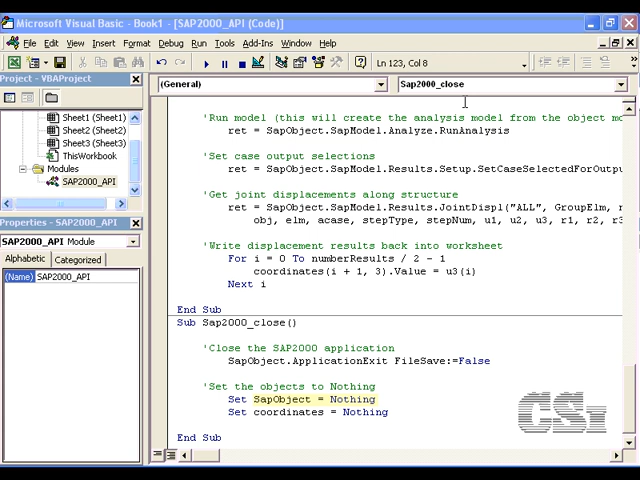 Microsoft Visual Basic - Book1 - [SAP2000_API (Code)]
File Edit View Insert Format Debug Run Tools Add-Ins Window Help
Ln 123, Col 8
Project - VBAProject
Sheet1 (Sheet1)
Sheet2 (Sheet2)
Sheet3 (Sheet3)
ThisWorkbook
Modules
SAP2000_API
Properties - SAP2000_API
SAP2000_API Module
Alphabetic Categorized
(Name) SAP2000_API
(General) Sap2000_close
'Run model (this will create the analysis model from the object mo
ret = SapObject.SapModel.Analyze.RunAnalysis
'Set case output selections
ret = SapObject.SapModel.Results.Setup.SetCaseSelectedForOutpu
'Get joint displacements along structure
ret = SapObject.SapModel.Results.JointDispl("ALL", GroupElm, n
obj, elm, acase, stepType, stepNum, u1, u2, u3, r1, r2, r3
'Write displacement results back into worksheet
For i = 0 To numberResults / 2 - 1
coordinates(i + 1, 3).Value = u3(i)
Next i
End Sub
Sub Sap2000_close()
'Close the SAP2000 application
SapObject.ApplicationExit FileSave:=False
'Set the objects to Nothing
Set SapObject = Nothing
Set coordinates = Nothing
End Sub
CSI